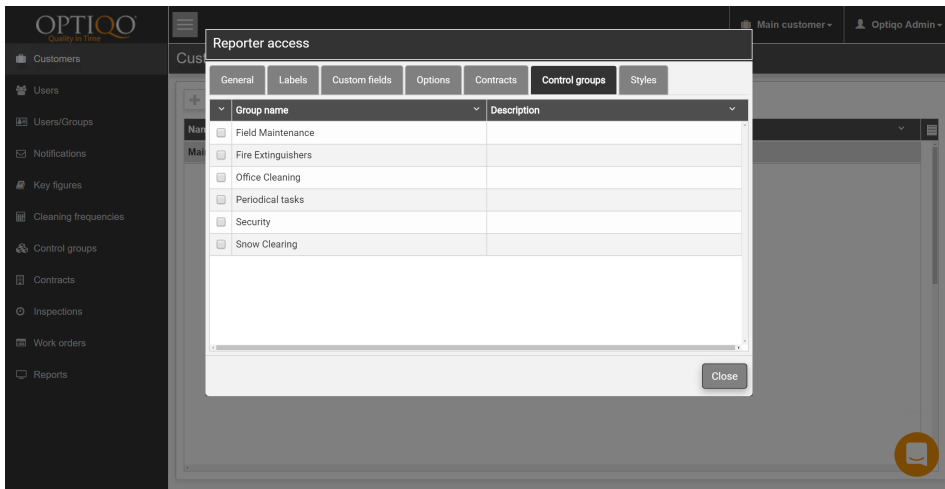 OPTIQO
Quality in Time
Main customer
Optiqo Admin
Customers
Users
Users/Groups
Notifications
Key figures
Cleaning frequencies
Control groups
Contracts
Inspections
Work orders
Reports
Cust
Nan
Mai
Reporter access
General Labels Custom fields Options Contracts Control groups Styles
Group name Description
Field Maintenance
Fire Extinguishers
Office Cleaning
Periodical tasks
Security
Snow Clearing
Close